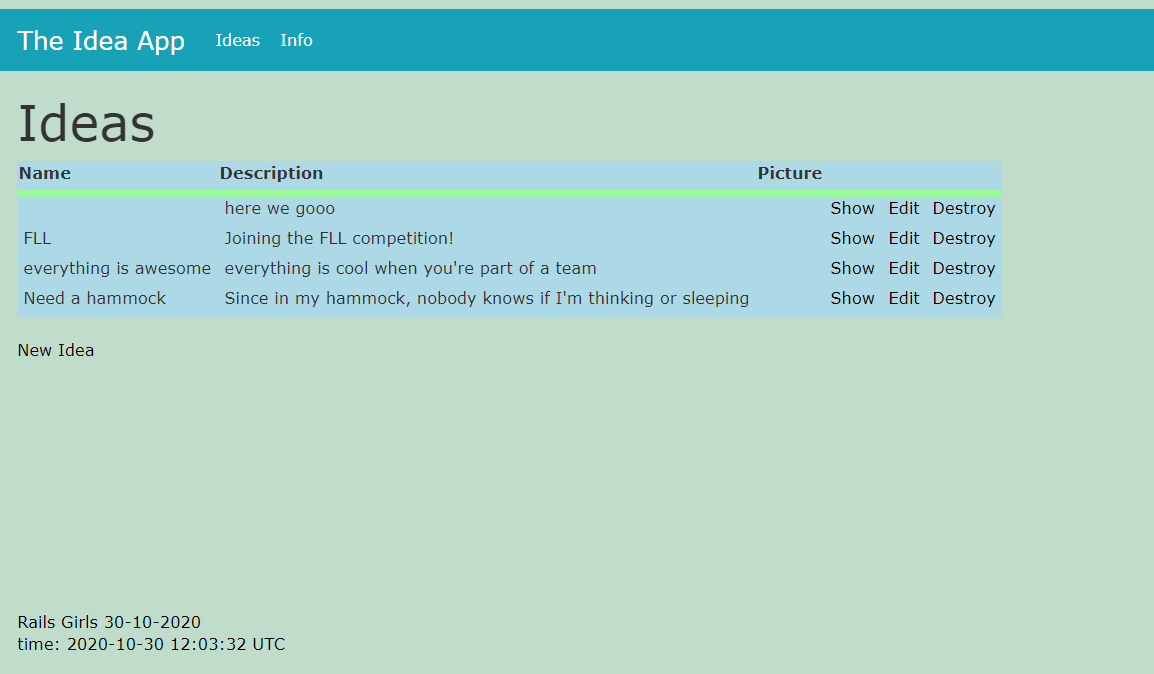 The Idea App Ideas Info
Ideas
Name Description Picture
here we gooo Show Edit Destroy
FLL Joining the FLL competition! Show Edit Destroy
everything is awesome everything is cool when you're part of a team Show Edit Destroy
Need a hammock Since in my hammock, nobody knows if I'm thinking or sleeping Show Edit Destroy
New Idea
Rails Girls 30-10-2020
time: 2020-10-30 12:03:32 UTC